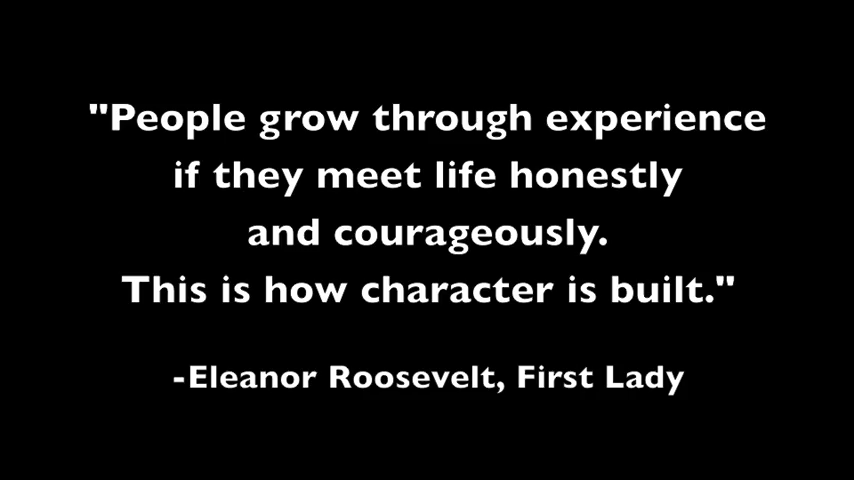 "People grow through experience
if they meet life honestly
and courageously.
This is how character is built."
-Eleanor Roosevelt, First Lady